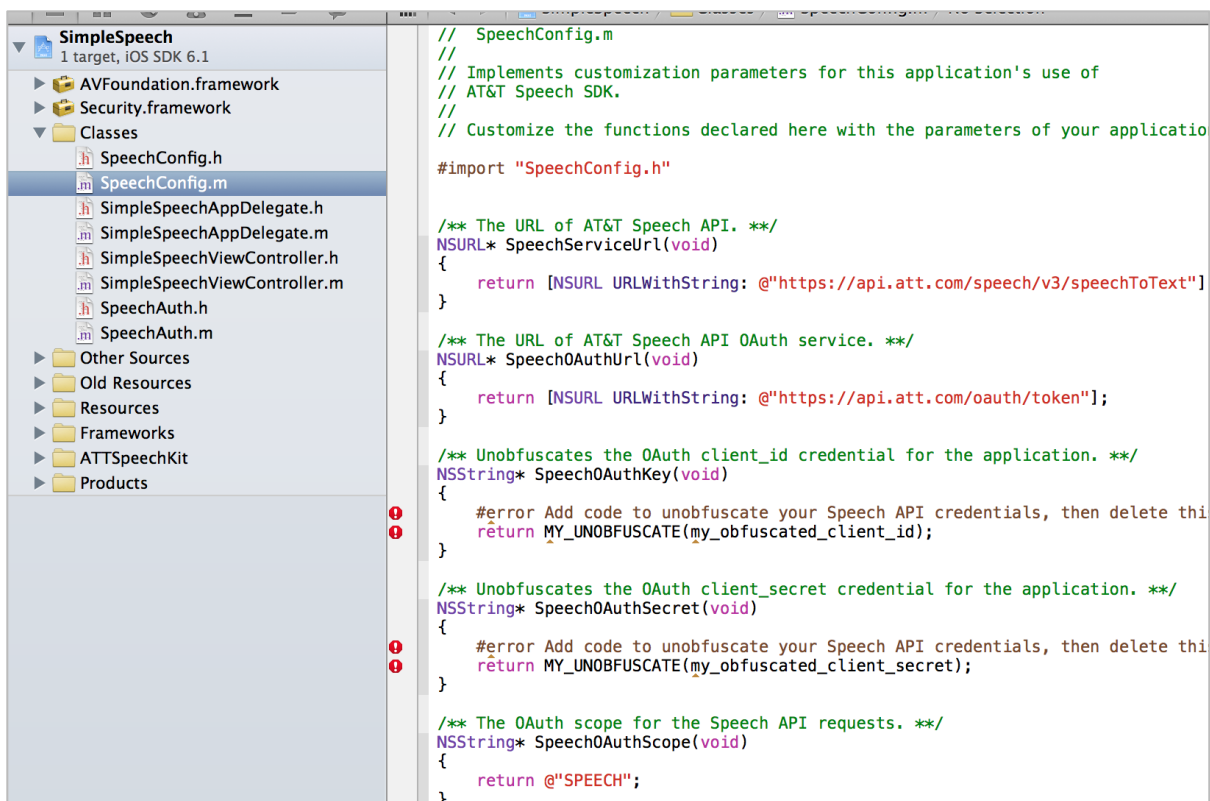 SimpleSpeech
1 target, iOS SDK 6.1
AVFoundation.framework
Security.framework
Classes
SpeechConfig.h
SpeechConfig.m
SimpleSpeechAppDelegate.h
SimpleSpeechAppDelegate.m
SimpleSpeechViewController.h
SimpleSpeechViewController.m
SpeechAuth.h
SpeechAuth.m
Other Sources
Old Resources
Resources
Frameworks
ATTSpeechKit
Products
//  SpeechConfig.m
//
// Implements customization parameters for this application's use of
// AT&T Speech SDK.
//
// Customize the functions declared here with the parameters of your applicatio
#import "SpeechConfig.h"
/** The URL of AT&T Speech API. **/
NSURL* SpeechServiceUrl(void)
{
    return [NSURL URLWithString: @"https://api.att.com/speech/v3/speechToText"]
}
/** The URL of AT&T Speech API OAuth service. **/
NSURL* SpeechOAuthUrl(void)
{
    return [NSURL URLWithString: @"https://api.att.com/oauth/token"];
}
/** Unobfuscates the OAuth client_id credential for the application. **/
NSString* SpeechOAuthKey(void)
{
    #error Add code to unobfuscate your Speech API credentials, then delete thi
    return MY_UNOBFUSCATE(my_obfuscated_client_id);
}
/** Unobfuscates the OAuth client_secret credential for the application. **/
NSString* SpeechOAuthSecret(void)
{
    #error Add code to unobfuscate your Speech API credentials, then delete thi
    return MY_UNOBFUSCATE(my_obfuscated_client_secret);
}
/** The OAuth scope for the Speech API requests. **/
NSString* SpeechOAuthScope(void)
{
    return @"SPEECH";
}